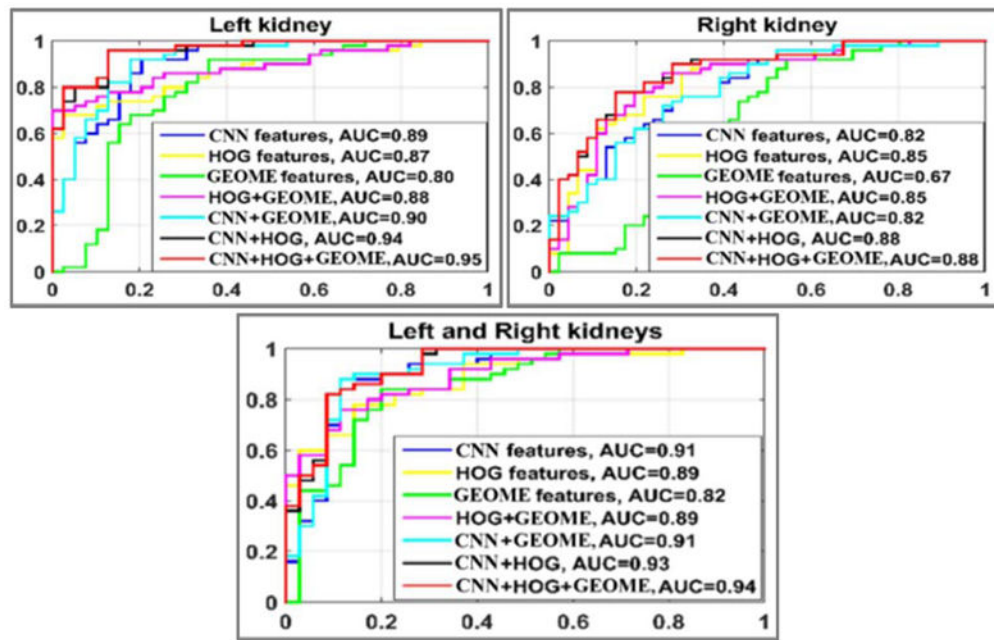 Left kidney
1
0.8
0.6
0.4
0.2
0
0
0.2
0.4
0.6
0.8
1
CNN features, AUC=0.89
HOG features, AUC=0.87
GEOME features, AUC=0.80
HOG+GEOME, AUC=0.88
CNN+GEOME, AUC=0.90
CNN+HOG, AUC=0.94
CNN+HOG+GEOME, AUC=0.95
Right kidney
1
0.8
0.6
0.4
0.2
0
0
0.2
0.4
0.6
0.8
1
CNN features, AUC=0.82
HOG features, AUC=0.85
GEOME features, AUC=0.67
HOG+GEOME, AUC=0.85
CNN+GEOME, AUC=0.82
CNN+HOG, AUC=0.88
CNN+HOG+GEOME, AUC=0.88
Left and Right kidneys
1
0.8
0.6
0.4
0.2
0
0
0.2
0.4
0.6
0.8
1
CNN features, AUC=0.91
HOG features, AUC=0.89
GEOME features, AUC=0.82
HOG+GEOME, AUC=0.89
CNN+GEOME, AUC=0.91
CNN+HOG, AUC=0.93
CNN+HOG+GEOME, AUC=0.94